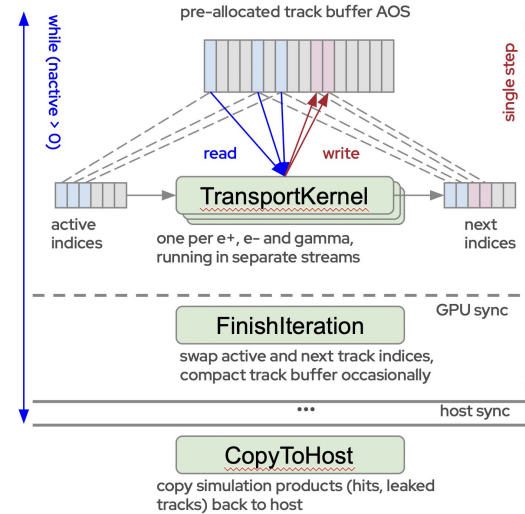 pre-allocated track buffer AOS
while (nactive > 0)
single step
read
write
TransportKernel
active
indices
next
indices
one per e+, e- and gamma,
running in separate streams
GPU sync
FinishIteration
swap active and next track indices,
compact track buffer occasionally
...
host sync
CopyToHost
copy simulation products (hits, leaked
tracks) back to host